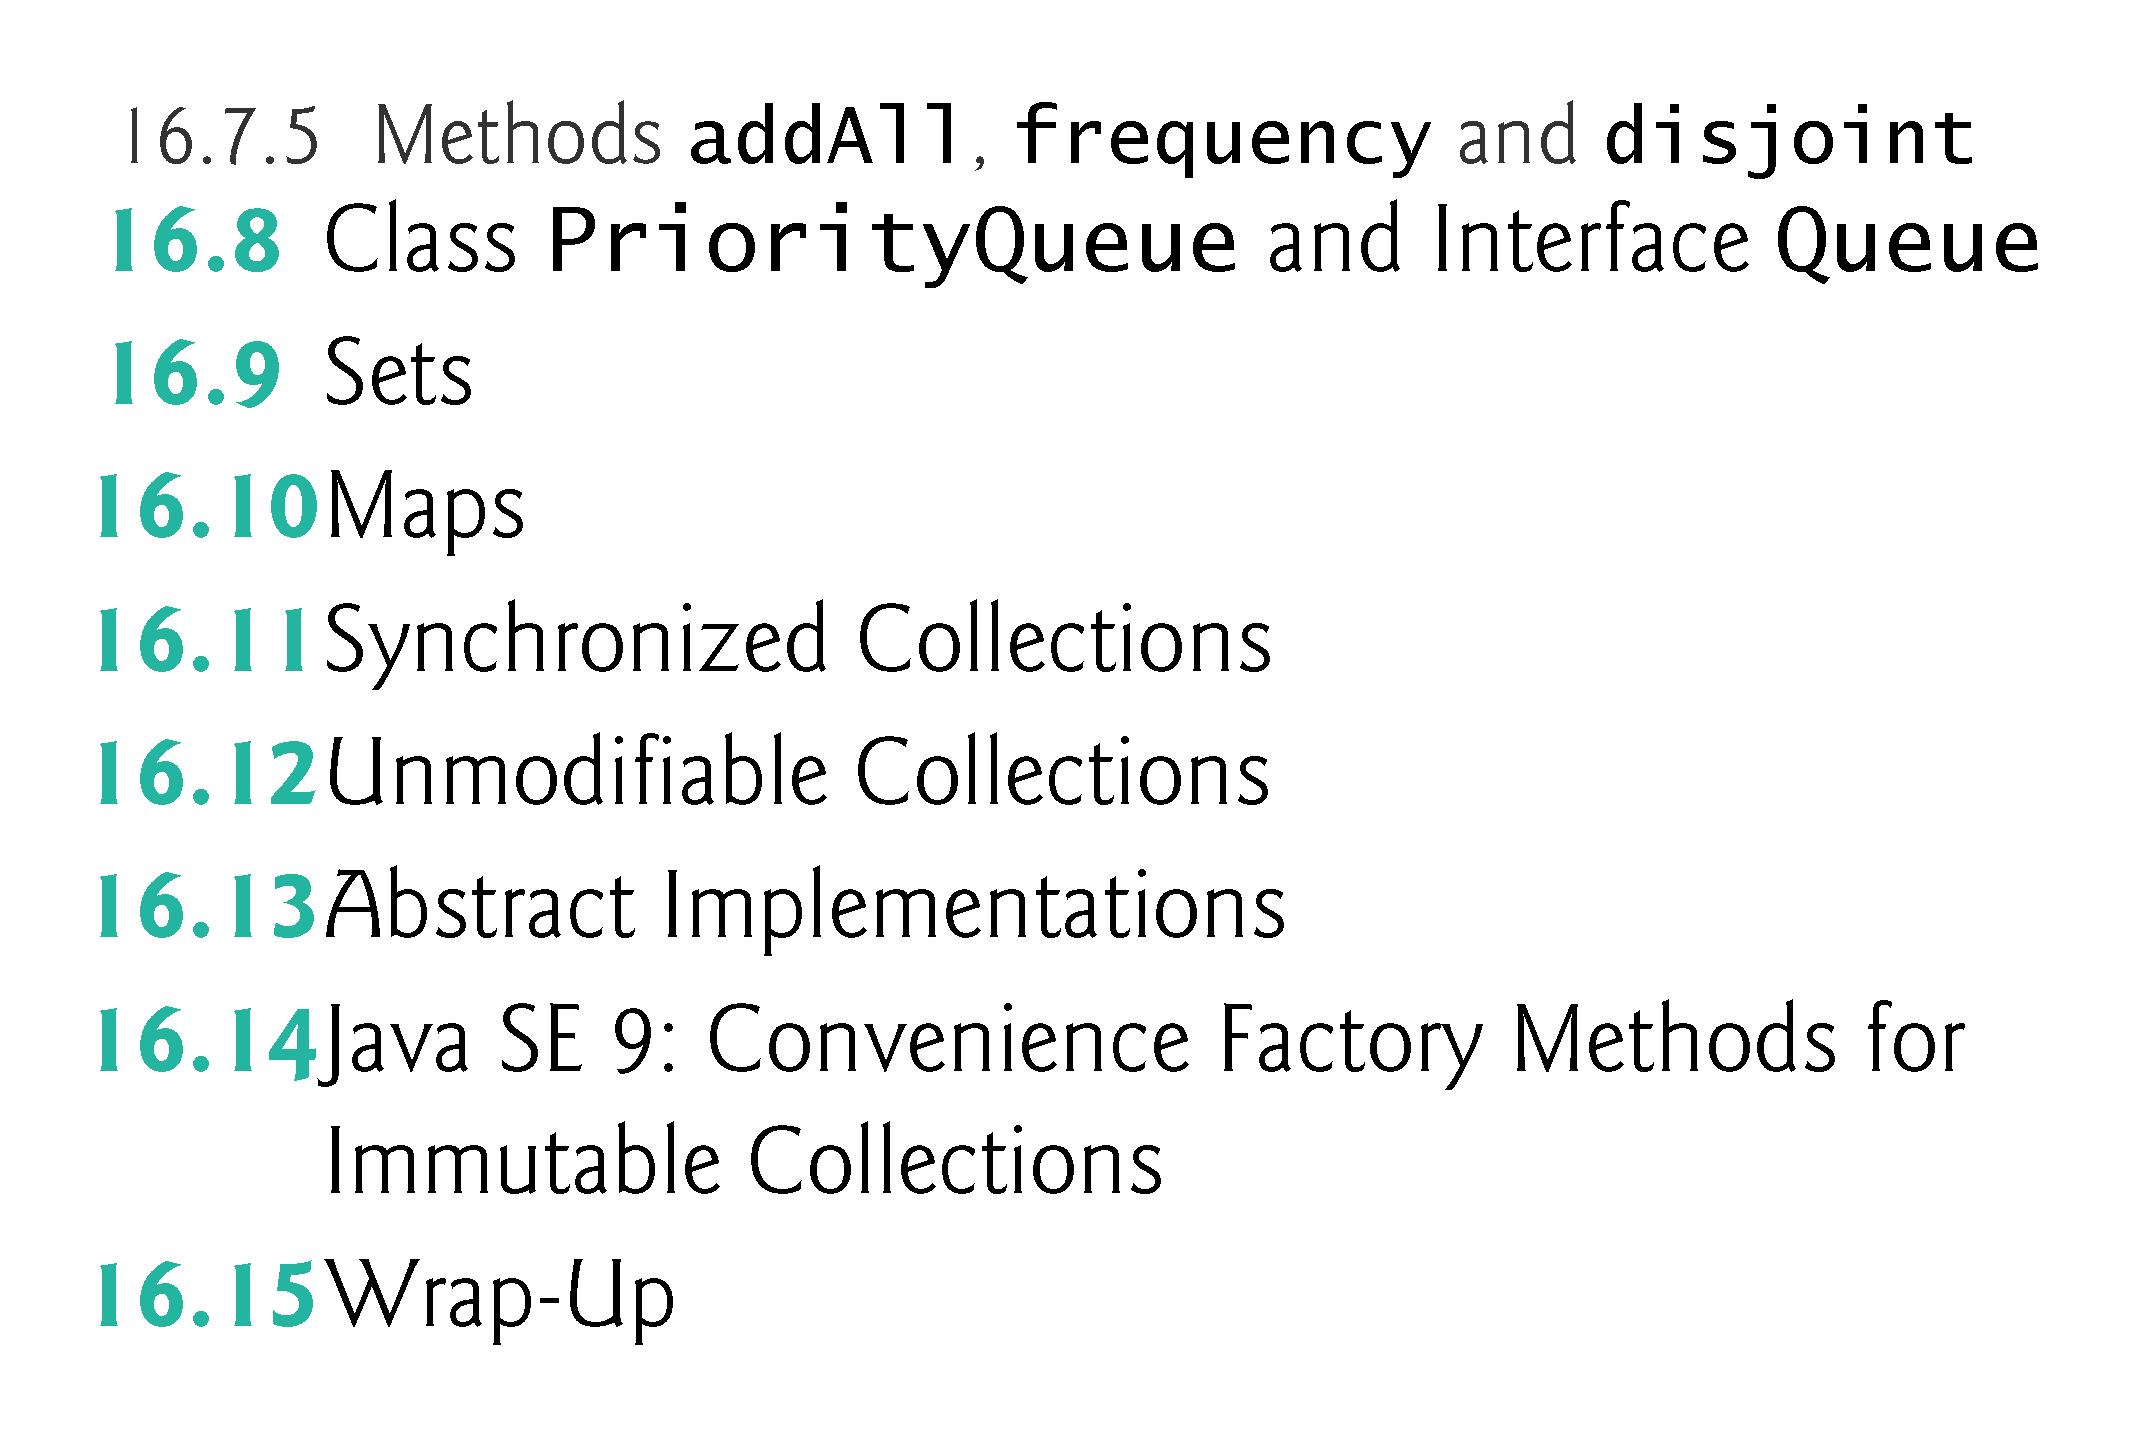 16.7.5 Methods addAll, frequency and disjoint
16.8 Class PriorityQueue and Interface Queue
16.9 Sets
16.10 Maps
16.11 Synchronized Collections
16.12 Unmodifiable Collections
16.13 Abstract Implementations
16.14 Java SE 9: Convenience Factory Methods for
Immutable Collections
16.15 Wrap-Up